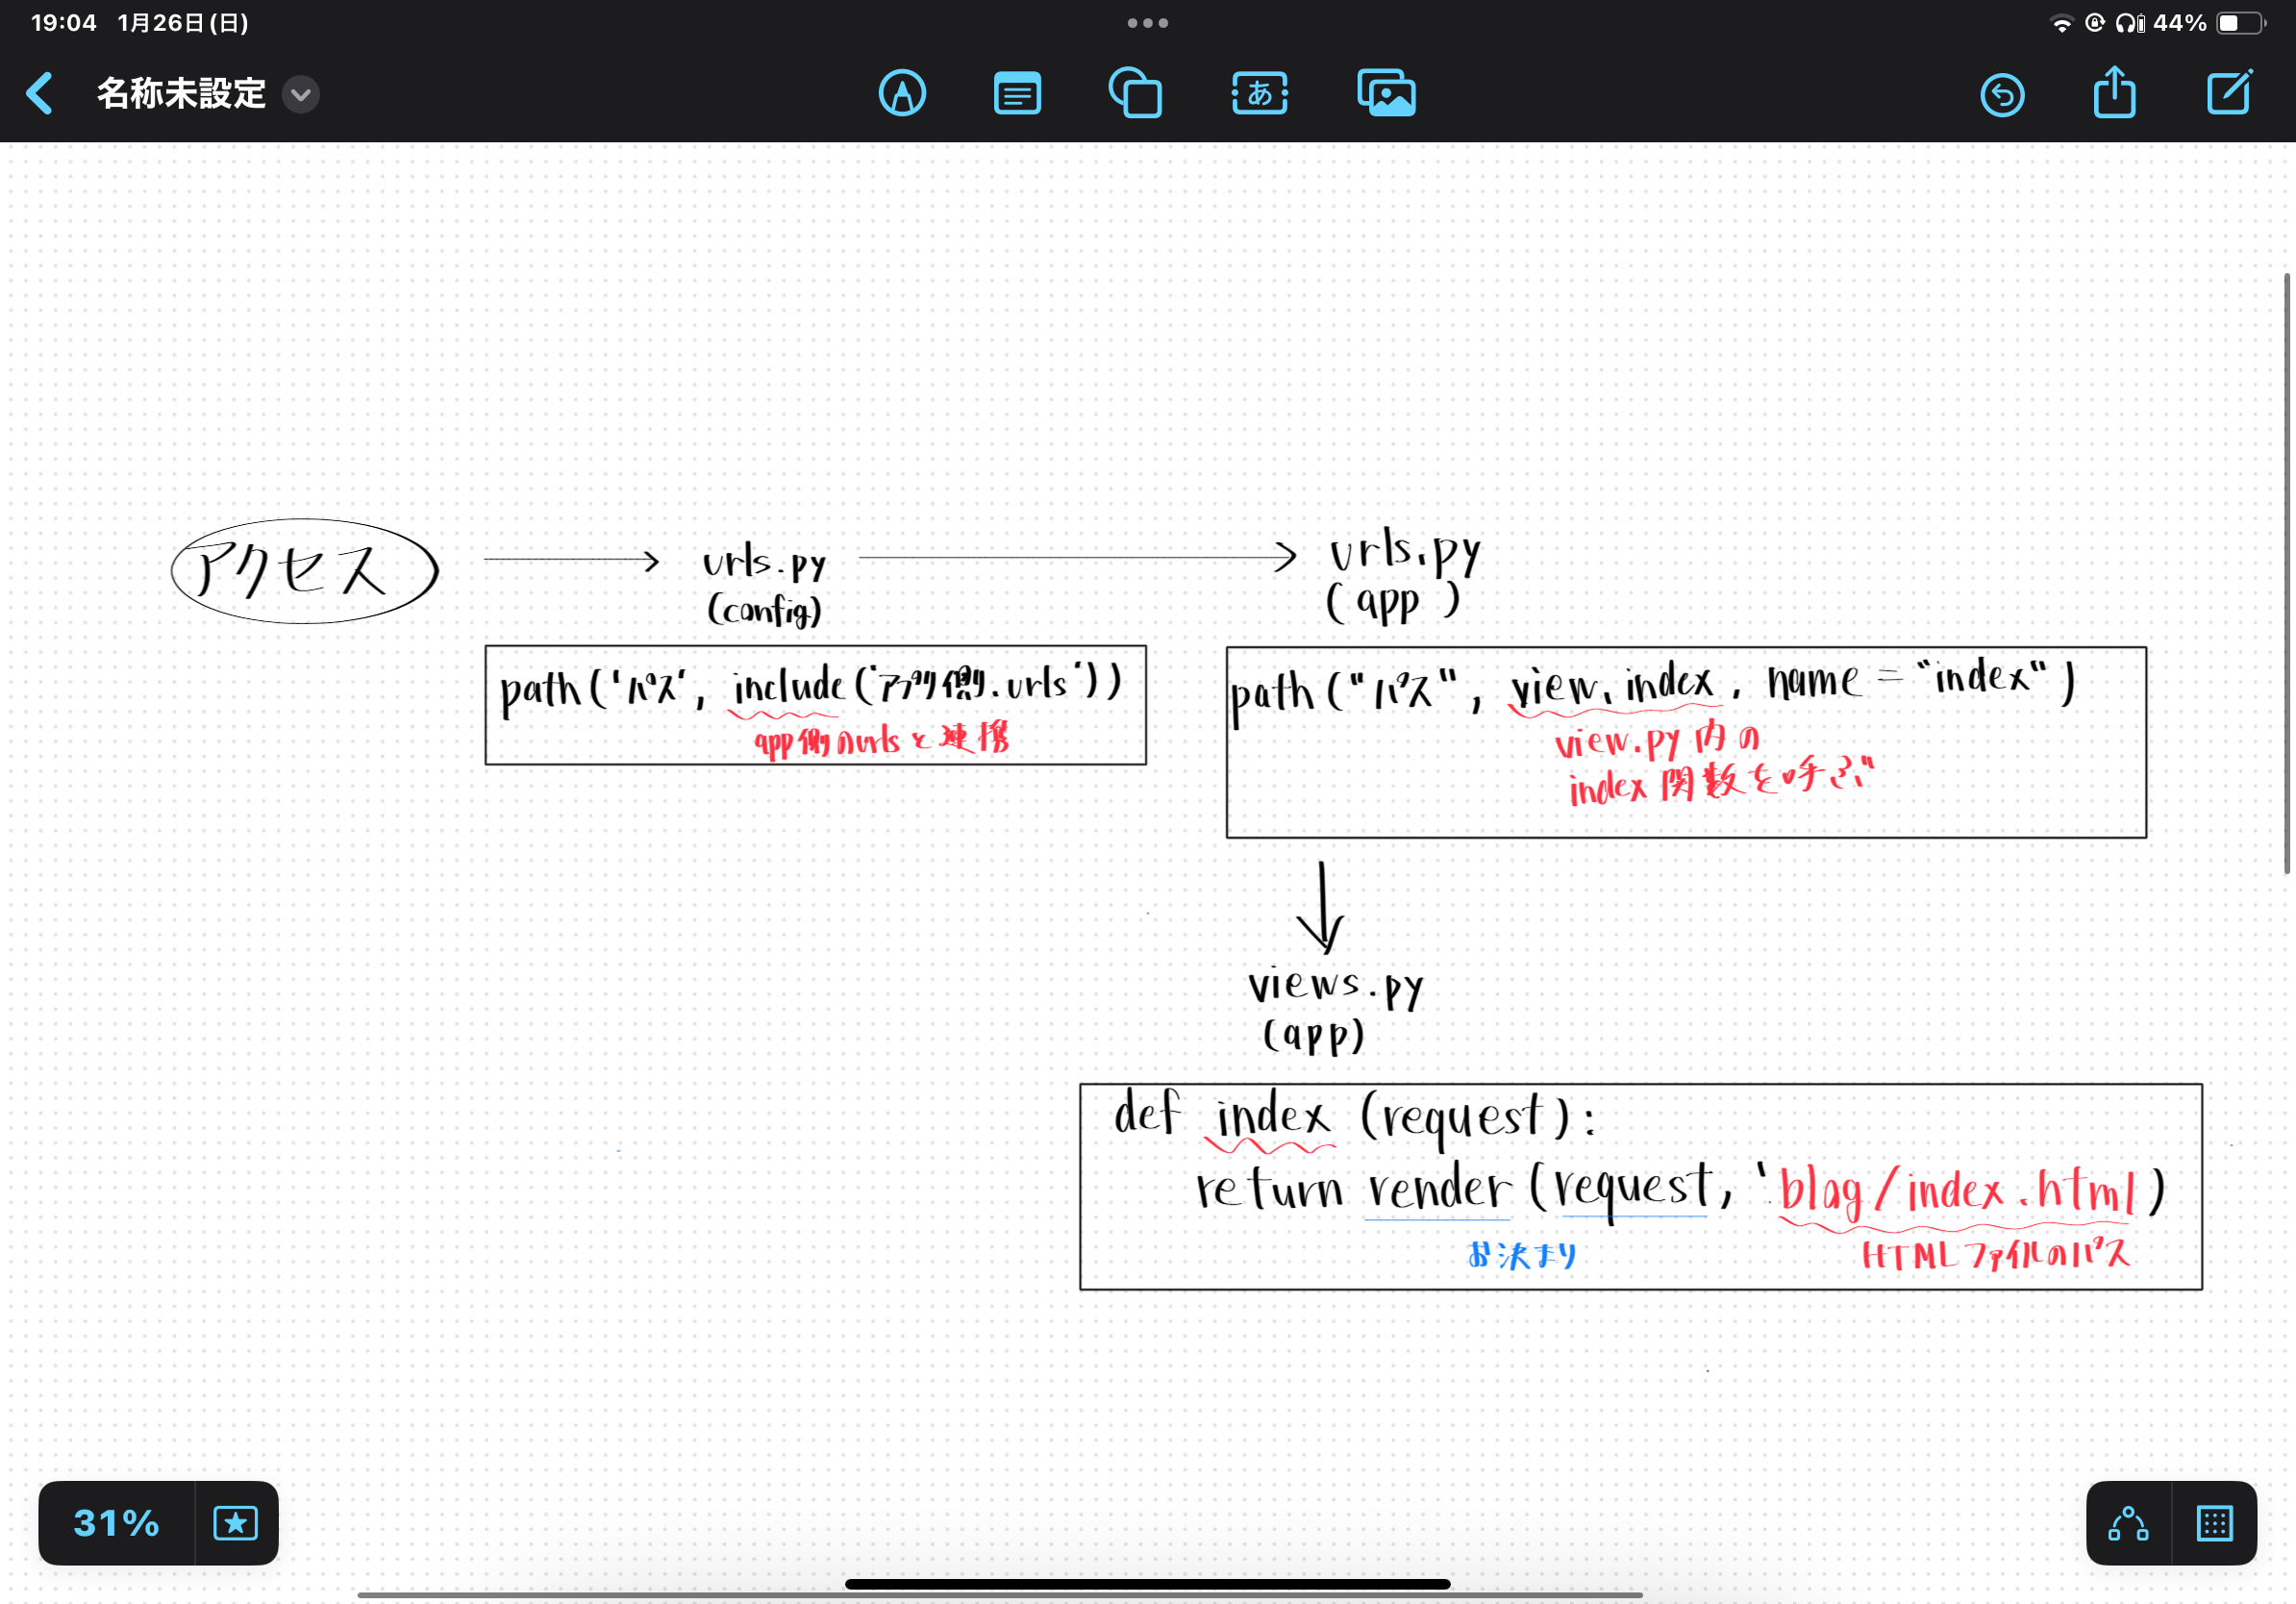 19:04 1月26日(日)
44%
名称未設定
あ
アクセス
urls.py
(config)
urls.py
(app)
path('パス', include('アプリ側.urls'))
app側のurlsと連携
path("パス", view.index, name="index")
view.py内の
index関数を呼ぶ"
views.py
(app)
def index (request):
return render (request, 'blog/index.html)
お決まり
HTMLファイルのパス
31%